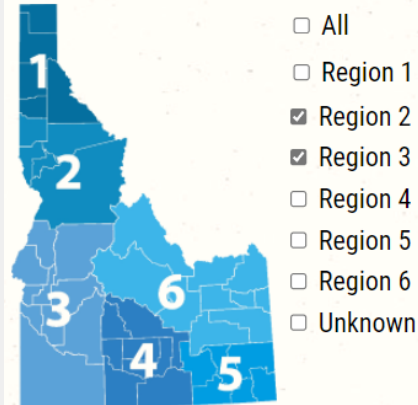 All
1
Region 1
Region 2
2
Region 3
Region 4
Region 5
6
Region 6
3
Unknown
4
5